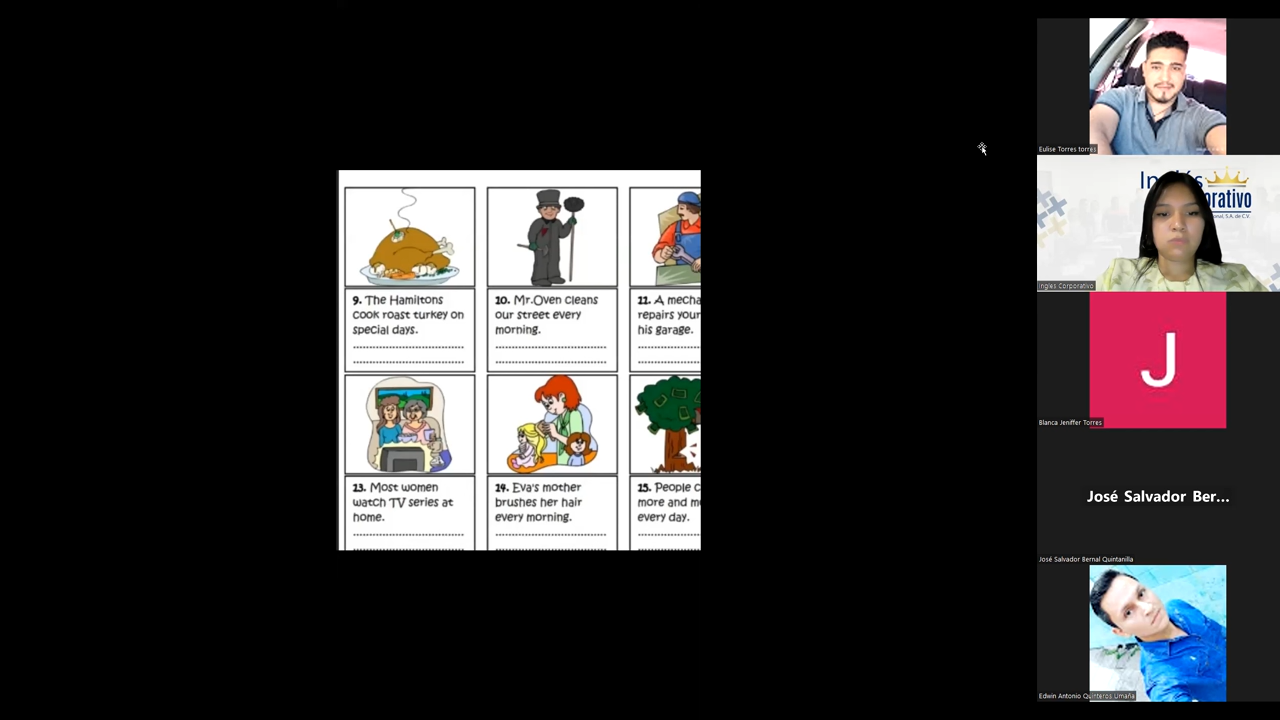 9. The Hamiltons
cook roast turkey on
special days.
10. Mr.Oven cleans
our street every
morning.
11. A mecha
repairs your
his garage.
13. Most women
watch TV series at
home.
14. Eva's mother
brushes her hair
every morning.
15. People c
more and m
every day.
Eulise Torres torres
Inglés
orativo
nal, S.A. de C.V.
Inglés Corporativo
J
Blanca Jeniffer Torres
José Salvador Ber...
José Salvador Bernal Quintanilla
Edwin Antonio Quinteros Umaña